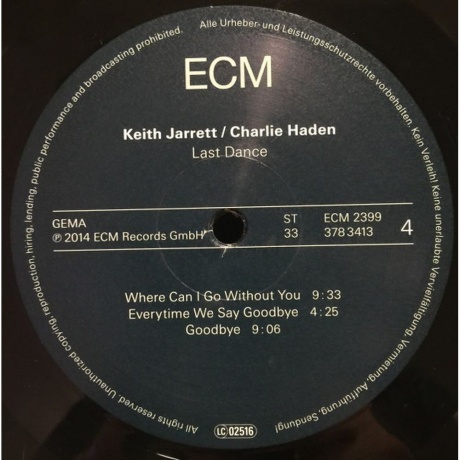 ECM
Keith Jarrett / Charlie Haden
Last Dance
GEMA
℗ 2014 ECM Records GmbH
ST
33
ECM 2399
378 3413
4
Where Can I Go Without You 9:33
Everytime We Say Goodbye 4:25
Goodbye 9:06
LC 02516
All rights reserved. Unauthorized copying, reproduction, hiring, lending, public performance and broadcasting prohibited.
Alle Urheber- und Leistungsschutzrechte vorbehalten. Kein Verleih! Keine unerlaubte Vervielfältigung, Vermietung, Aufführung, Sendung!